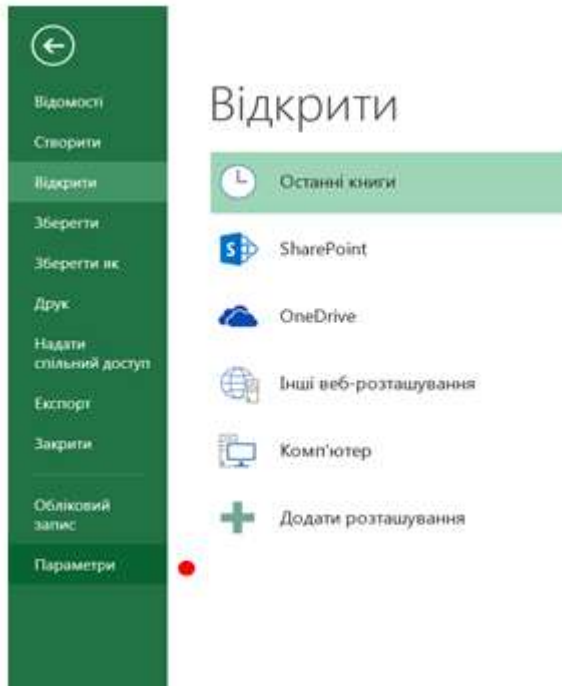 Відомості
Створити
Відкрити
Зберегти
Зберегти як
Друк
Надати
спільний доступ
Експорт
Закрити
Обліковий
запис
Параметри
Відкрити
Останні книги
SharePoint
OneDrive
Інші веб-розташування
Комп'ютер
Додати розташування